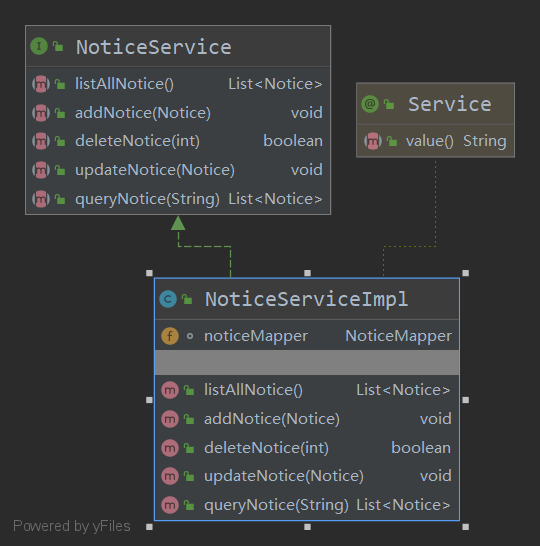 I NoticeService
m listAllNotice() List<Notice>
m addNotice(Notice) void
m deleteNotice(int) boolean
m updateNotice(Notice) void
m queryNotice(String) List<Notice>
@ Service
m value() String
C NoticeServiceImpl
f noticeMapper NoticeMapper
m listAllNotice() List<Notice>
m addNotice(Notice) void
m deleteNotice(int) boolean
m updateNotice(Notice) void
m queryNotice(String) List<Notice>
Powered by yFiles